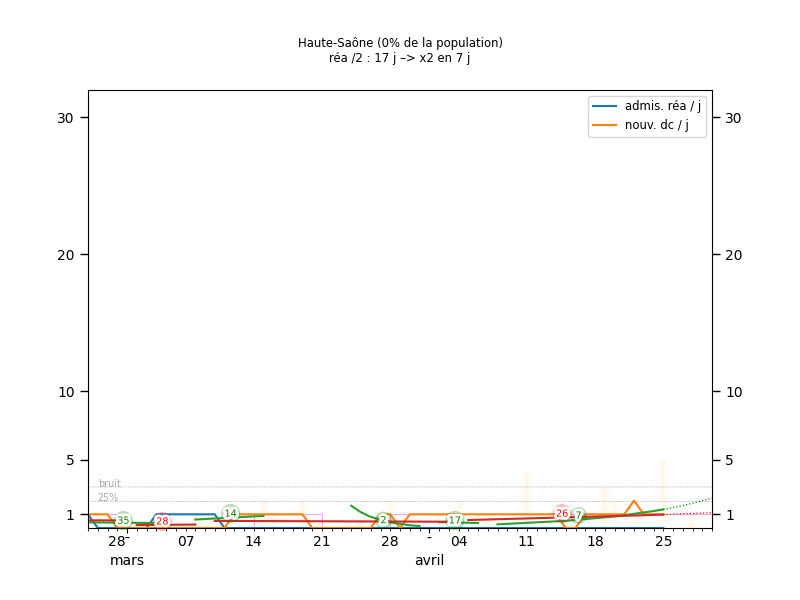 Haute-Saône (0% de la population)
réa /2 : 17 j –> x2 en 7 j
admis. réa / j
nouv. dc / j
30 30
20 20
10 10
5 5
bruit
25%
1 1
35 28 14 2 17 26 7
28 07 14 21 28 04 11 18 25
mars avril